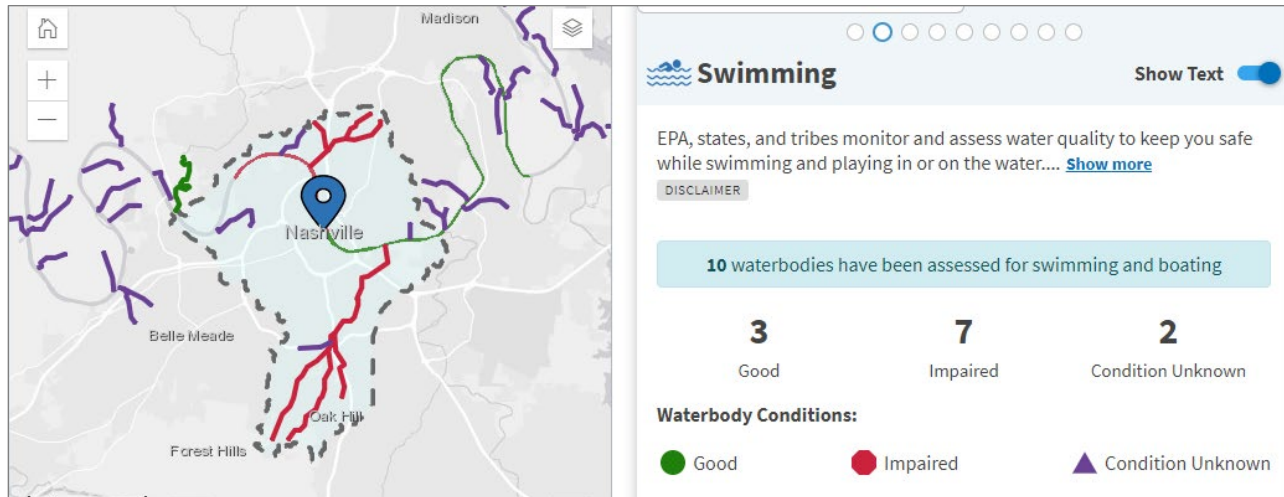 Madison
Nashville
Belle Meade
Oak Hill
Forest Hills
Swimming
Show Text
EPA, states, and tribes monitor and assess water quality to keep you safe
while swimming and playing in or on the water.... Show more
DISCLAIMER
10 waterbodies have been assessed for swimming and boating
3
Good
7
Impaired
2
Condition Unknown
Waterbody Conditions:
Good
Impaired
Condition Unknown